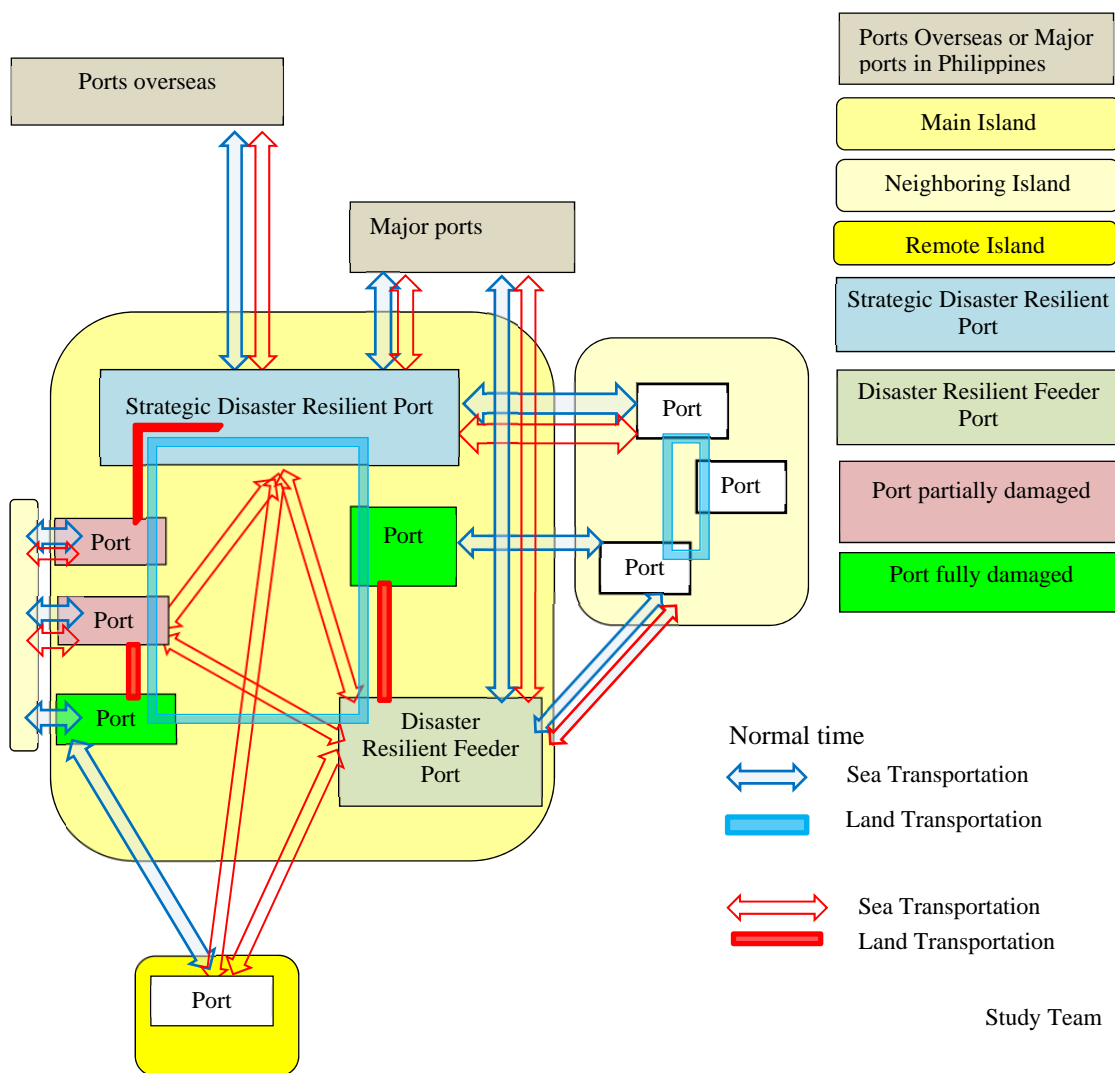 Ports overseas
Major ports
Strategic Disaster Resilient Port
Port
Port
Port
Port
Port
Port
Port
Disaster
Resilient Feeder
Port
Port
Ports Overseas or Major
ports in Philippines
Main Island
Neighboring Island
Remote Island
Strategic Disaster Resilient
Port
Disaster Resilient Feeder
Port
Port partially damaged
Port fully damaged
Normal time
Sea Transportation
Land Transportation
Sea Transportation
Land Transportation
Study Team